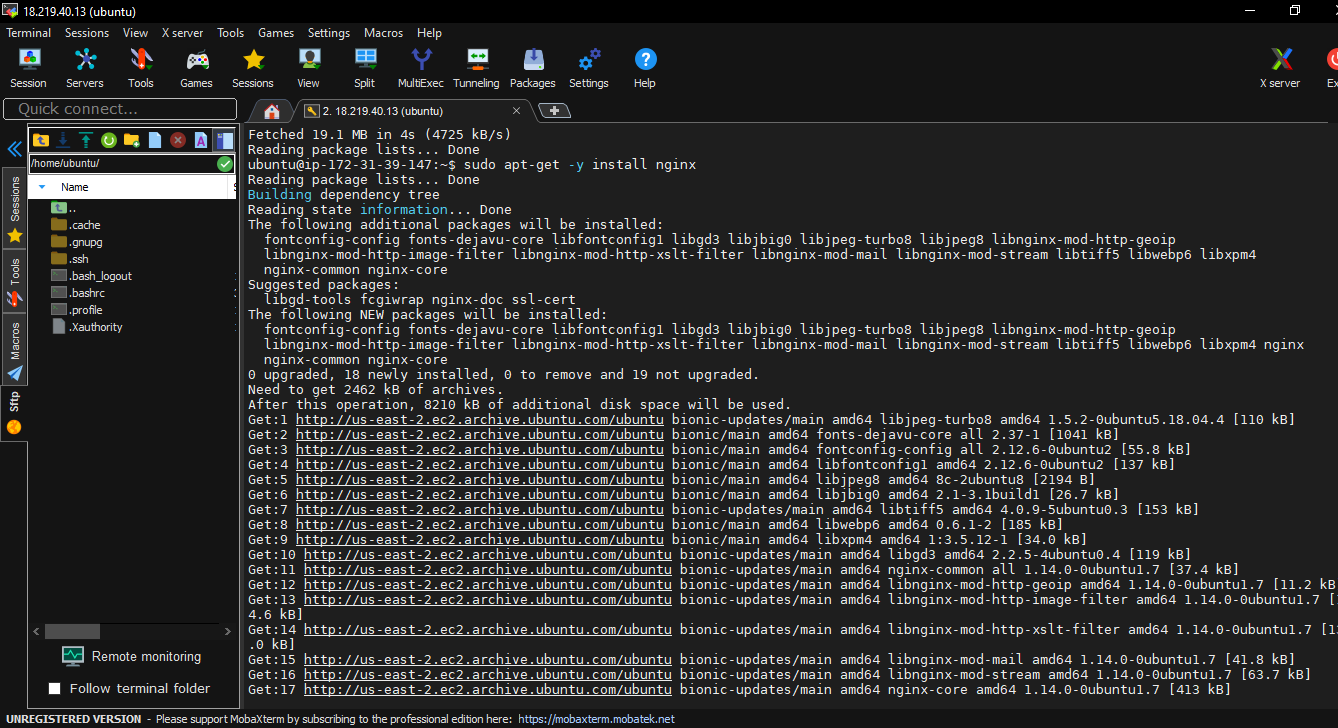 18.219.40.13 (ubuntu)
Terminal Sessions View X server Tools Games Settings Macros Help
Session Servers Tools Games Sessions View Split MultiExec Tunneling Packages Settings Help X server
Quick connect...
2. 18.219.40.13 (ubuntu)
/home/ubuntu/
Name
..
.cache
.gnupg
.ssh
.bash_logout
.bashrc
.profile
.Xauthority
Sessions
Tools
Macros
Sftp
Remote monitoring
Follow terminal folder
Fetched 19.1 MB in 4s (4725 kB/s)
Reading package lists... Done
ubuntu@ip-172-31-39-147:~$ sudo apt-get -y install nginx
Reading package lists... Done
Building dependency tree
Reading state information... Done
The following additional packages will be installed:
fontconfig-config fonts-dejavu-core libfontconfig1 libgd3 libjbig0 libjpeg-turbo8 libjpeg8 libnginx-mod-http-geoip
libnginx-mod-http-image-filter libnginx-mod-http-xslt-filter libnginx-mod-mail libnginx-mod-stream libtiff5 libwebp6 libxpm4
nginx-common nginx-core
Suggested packages:
libgd-tools fcgiwrap nginx-doc ssl-cert
The following NEW packages will be installed:
fontconfig-config fonts-dejavu-core libfontconfig1 libgd3 libjbig0 libjpeg-turbo8 libjpeg8 libnginx-mod-http-geoip
libnginx-mod-http-image-filter libnginx-mod-http-xslt-filter libnginx-mod-mail libnginx-mod-stream libtiff5 libwebp6 libxpm4 nginx
nginx-common nginx-core
0 upgraded, 18 newly installed, 0 to remove and 19 not upgraded.
Need to get 2462 kB of archives.
After this operation, 8210 kB of additional disk space will be used.
Get:1 http://us-east-2.ec2.archive.ubuntu.com/ubuntu bionic-updates/main amd64 libjpeg-turbo8 amd64 1.5.2-0ubuntu5.18.04.4 [110 kB]
Get:2 http://us-east-2.ec2.archive.ubuntu.com/ubuntu bionic/main amd64 fonts-dejavu-core all 2.37-1 [1041 kB]
Get:3 http://us-east-2.ec2.archive.ubuntu.com/ubuntu bionic/main amd64 fontconfig-config all 2.12.6-0ubuntu2 [55.8 kB]
Get:4 http://us-east-2.ec2.archive.ubuntu.com/ubuntu bionic/main amd64 libfontconfig1 amd64 2.12.6-0ubuntu2 [137 kB]
Get:5 http://us-east-2.ec2.archive.ubuntu.com/ubuntu bionic/main amd64 libjpeg8 amd64 8c-2ubuntu8 [2194 B]
Get:6 http://us-east-2.ec2.archive.ubuntu.com/ubuntu bionic/main amd64 libjbig0 amd64 2.1-3.1build1 [26.7 kB]
Get:7 http://us-east-2.ec2.archive.ubuntu.com/ubuntu bionic-updates/main amd64 libtiff5 amd64 4.0.9-5ubuntu0.3 [153 kB]
Get:8 http://us-east-2.ec2.archive.ubuntu.com/ubuntu bionic/main amd64 libwebp6 amd64 0.6.1-2 [185 kB]
Get:9 http://us-east-2.ec2.archive.ubuntu.com/ubuntu bionic/main amd64 libxpm4 amd64 1:3.5.12-1 [34.0 kB]
Get:10 http://us-east-2.ec2.archive.ubuntu.com/ubuntu bionic-updates/main amd64 libgd3 amd64 2.2.5-4ubuntu0.4 [119 kB]
Get:11 http://us-east-2.ec2.archive.ubuntu.com/ubuntu bionic-updates/main amd64 nginx-common all 1.14.0-0ubuntu1.7 [37.4 kB]
Get:12 http://us-east-2.ec2.archive.ubuntu.com/ubuntu bionic-updates/main amd64 libnginx-mod-http-geoip amd64 1.14.0-0ubuntu1.7 [11.2 kB
Get:13 http://us-east-2.ec2.archive.ubuntu.com/ubuntu bionic-updates/main amd64 libnginx-mod-http-image-filter amd64 1.14.0-0ubuntu1.7 [
4.6 kB]
Get:14 http://us-east-2.ec2.archive.ubuntu.com/ubuntu bionic-updates/main amd64 libnginx-mod-http-xslt-filter amd64 1.14.0-0ubuntu1.7 [1
.0 kB]
Get:15 http://us-east-2.ec2.archive.ubuntu.com/ubuntu bionic-updates/main amd64 libnginx-mod-mail amd64 1.14.0-0ubuntu1.7 [41.8 kB]
Get:16 http://us-east-2.ec2.archive.ubuntu.com/ubuntu bionic-updates/main amd64 libnginx-mod-stream amd64 1.14.0-0ubuntu1.7 [63.7 kB]
Get:17 http://us-east-2.ec2.archive.ubuntu.com/ubuntu bionic-updates/main amd64 nginx-core amd64 1.14.0-0ubuntu1.7 [413 kB]
UNREGISTERED VERSION - Please support MobaXterm by subscribing to the professional edition here: https://mobaxterm.mobatek.net